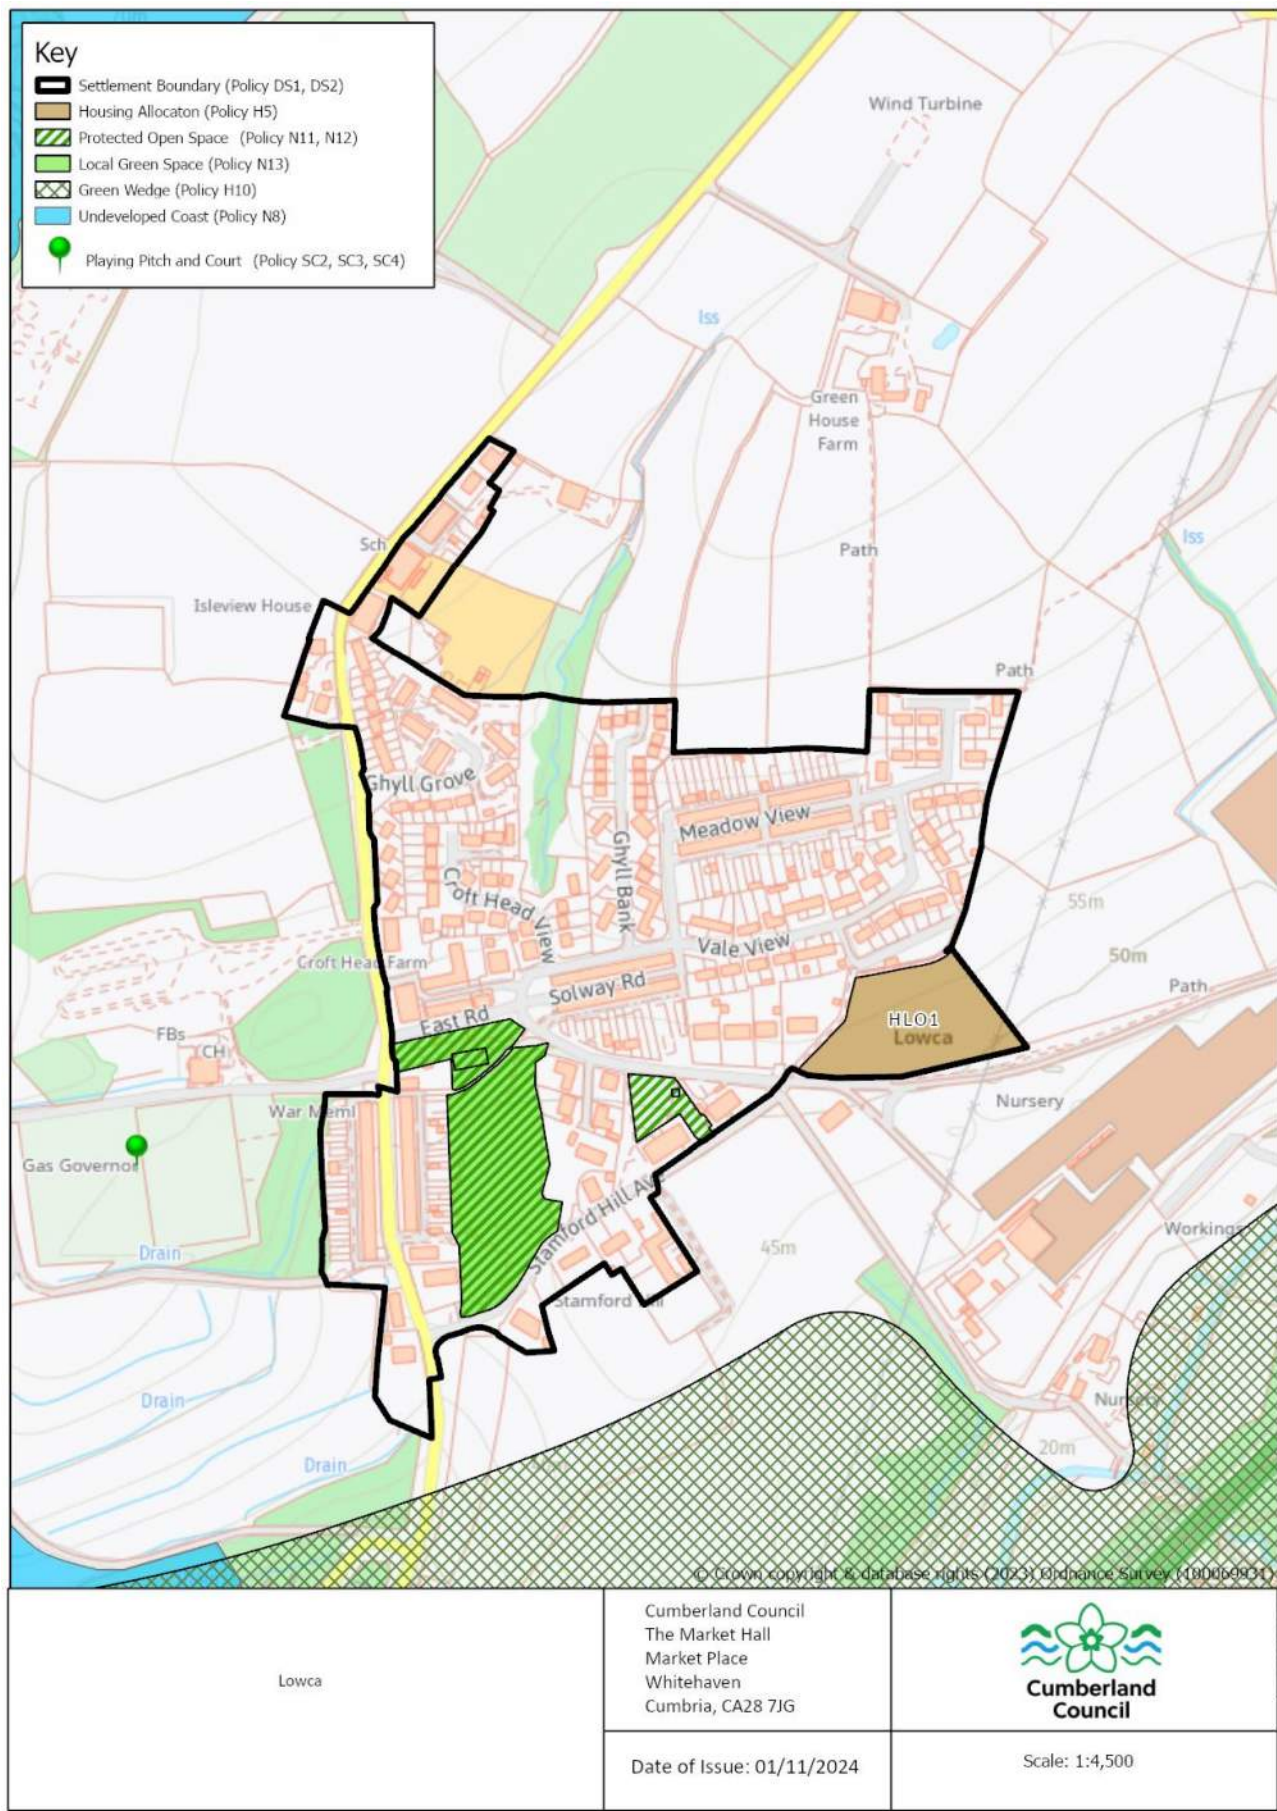 Key
Settlement Boundary (Policy DS1, DS2)
Housing Allocaton (Policy H5)
Protected Open Space (Policy N11, N12)
Local Green Space (Policy N13)
Green Wedge (Policy H10)
Undeveloped Coast (Policy N8)
Playing Pitch and Court (Policy SC2, SC3, SC4)
Wind Turbine
Iss
Green
House
Farm
Iss
Sch
Path
Isleview House
Path
Ghyll Grove
Meadow View
Ghyll Bank
Croft Head View
55m
Vale View
50m
Croft Head Farm
Solway Rd
Path
East Rd
HLO1
Lowca
FBs
CH
Nursery
War Meml
Gas Governor
Stamford Hill Ave
Workings
Drain
45m
Stamford Hill
Drain
Nursery
20m
Drain
© Crown copyright & database rights (2023) Ordnance Survey (100069931)
Lowca
Cumberland Council
The Market Hall
Market Place
Whitehaven
Cumbria, CA28 7JG
Cumberland
Council
Date of Issue: 01/11/2024
Scale: 1:4,500